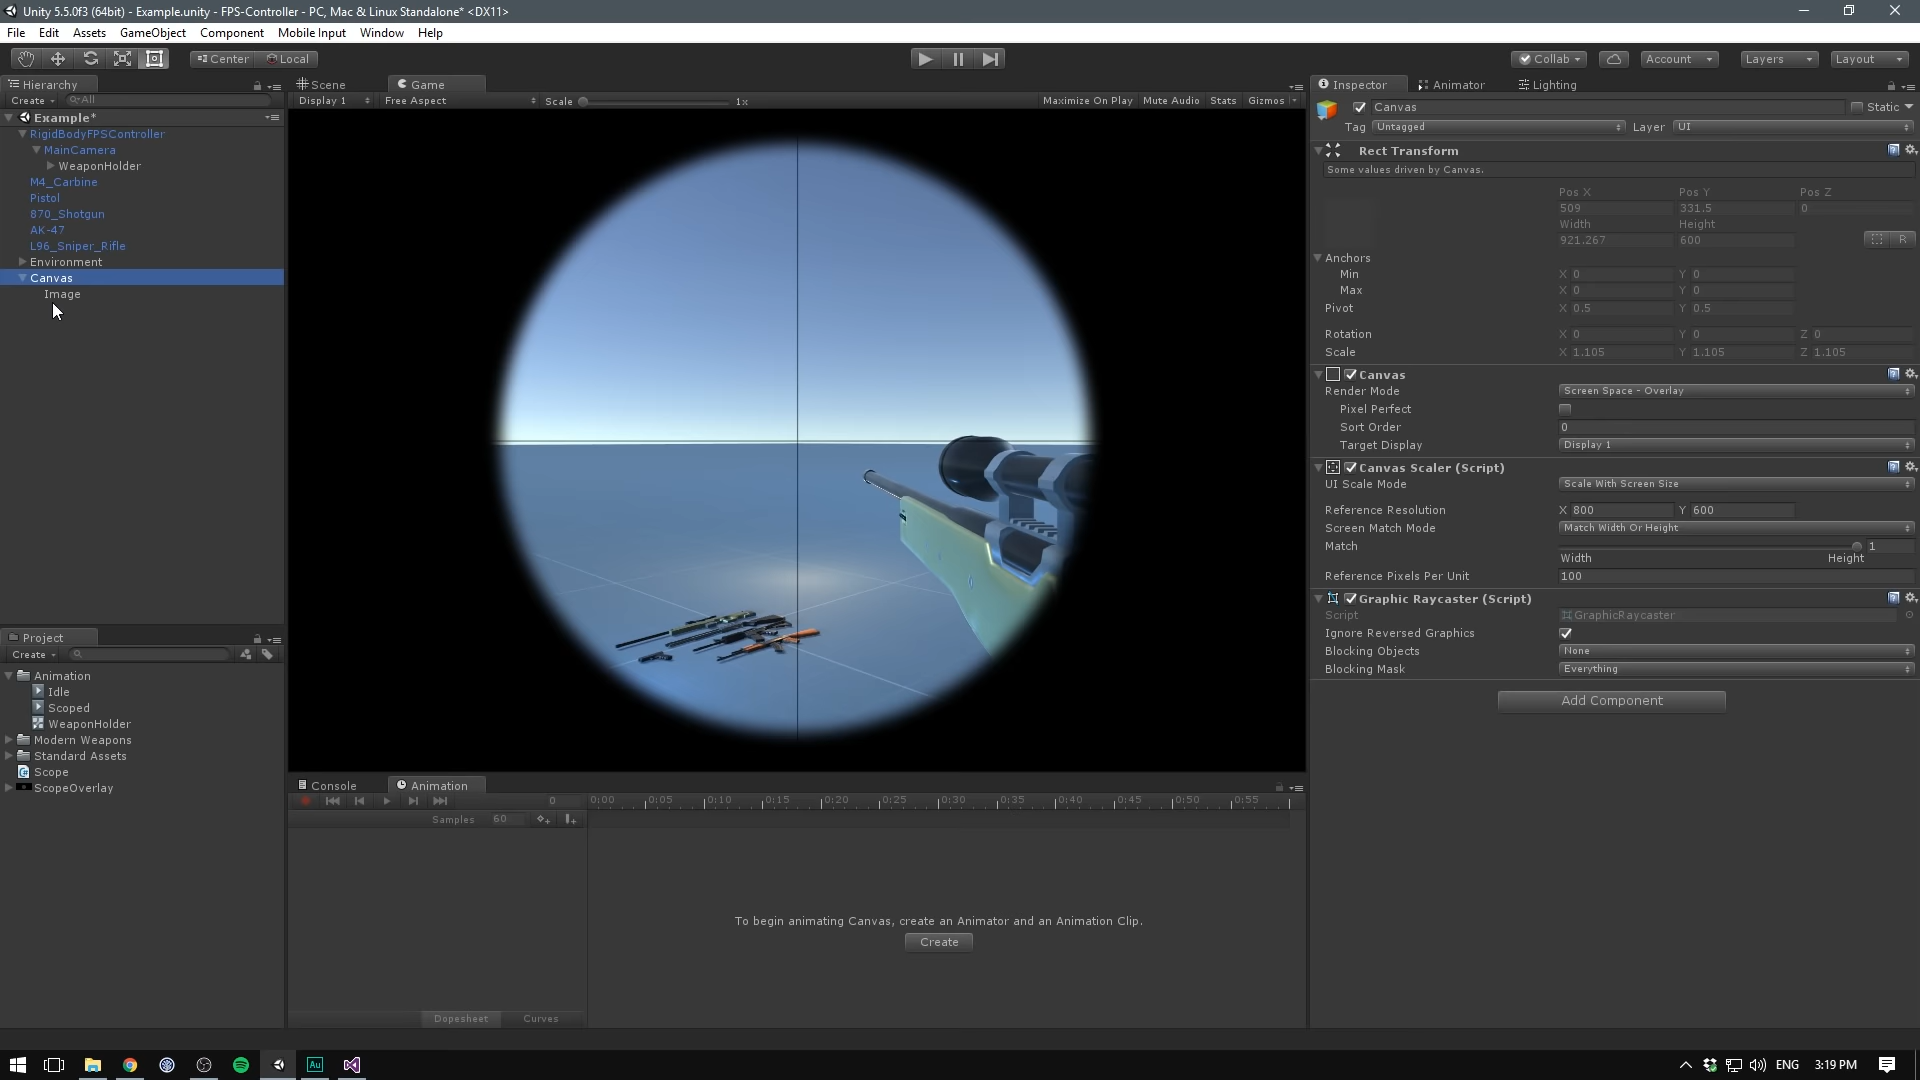 Unity 5.5.0f3 (64bit) - Example.unity - FPS-Controller - PC, Mac & Linux Standalone* <DX11>
File Edit Assets GameObject Component Mobile Input Window Help
Center Local Collab Account Layers Layout
Hierarchy
Create All
Example*
RigidBodyFPSController
MainCamera
WeaponHolder
M4_Carbine
Pistol
870_Shotgun
AK-47
L96_Sniper_Rifle
Environment
Canvas
Image
Project
Create
Animation
Idle
Scoped
WeaponHolder
Modern Weapons
Standard Assets
Scope
ScopeOverlay
Scene Game
Display 1 Free Aspect Scale 1x Maximize On Play Mute Audio Stats Gizmos
Console Animation
0 0:00 0:05 0:10 0:15 0:20 0:25 0:30 0:35 0:40 0:45 0:50 0:55
Samples 60
To begin animating Canvas, create an Animator and an Animation Clip.
Create
Dopesheet Curves
Inspector Animator Lighting
Canvas Static
Tag Untagged Layer UI
Rect Transform
Some values driven by Canvas.
Pos X Pos Y Pos Z
509 331.5 0
Width Height
921.267 600
R
Anchors
Min X 0 Y 0
Max X 0 Y 0
Pivot X 0.5 Y 0.5
Rotation X 0 Y 0 Z 0
Scale X 1.105 Y 1.105 Z 1.105
Canvas
Render Mode Screen Space - Overlay
Pixel Perfect
Sort Order 0
Target Display Display 1
Canvas Scaler (Script)
UI Scale Mode Scale With Screen Size
Reference Resolution X 800 Y 600
Screen Match Mode Match Width Or Height
Match 1
Width Height
Reference Pixels Per Unit 100
Graphic Raycaster (Script)
Script GraphicRaycaster
Ignore Reversed Graphics
Blocking Objects None
Blocking Mask Everything
Add Component
Au ENG 3:19 PM